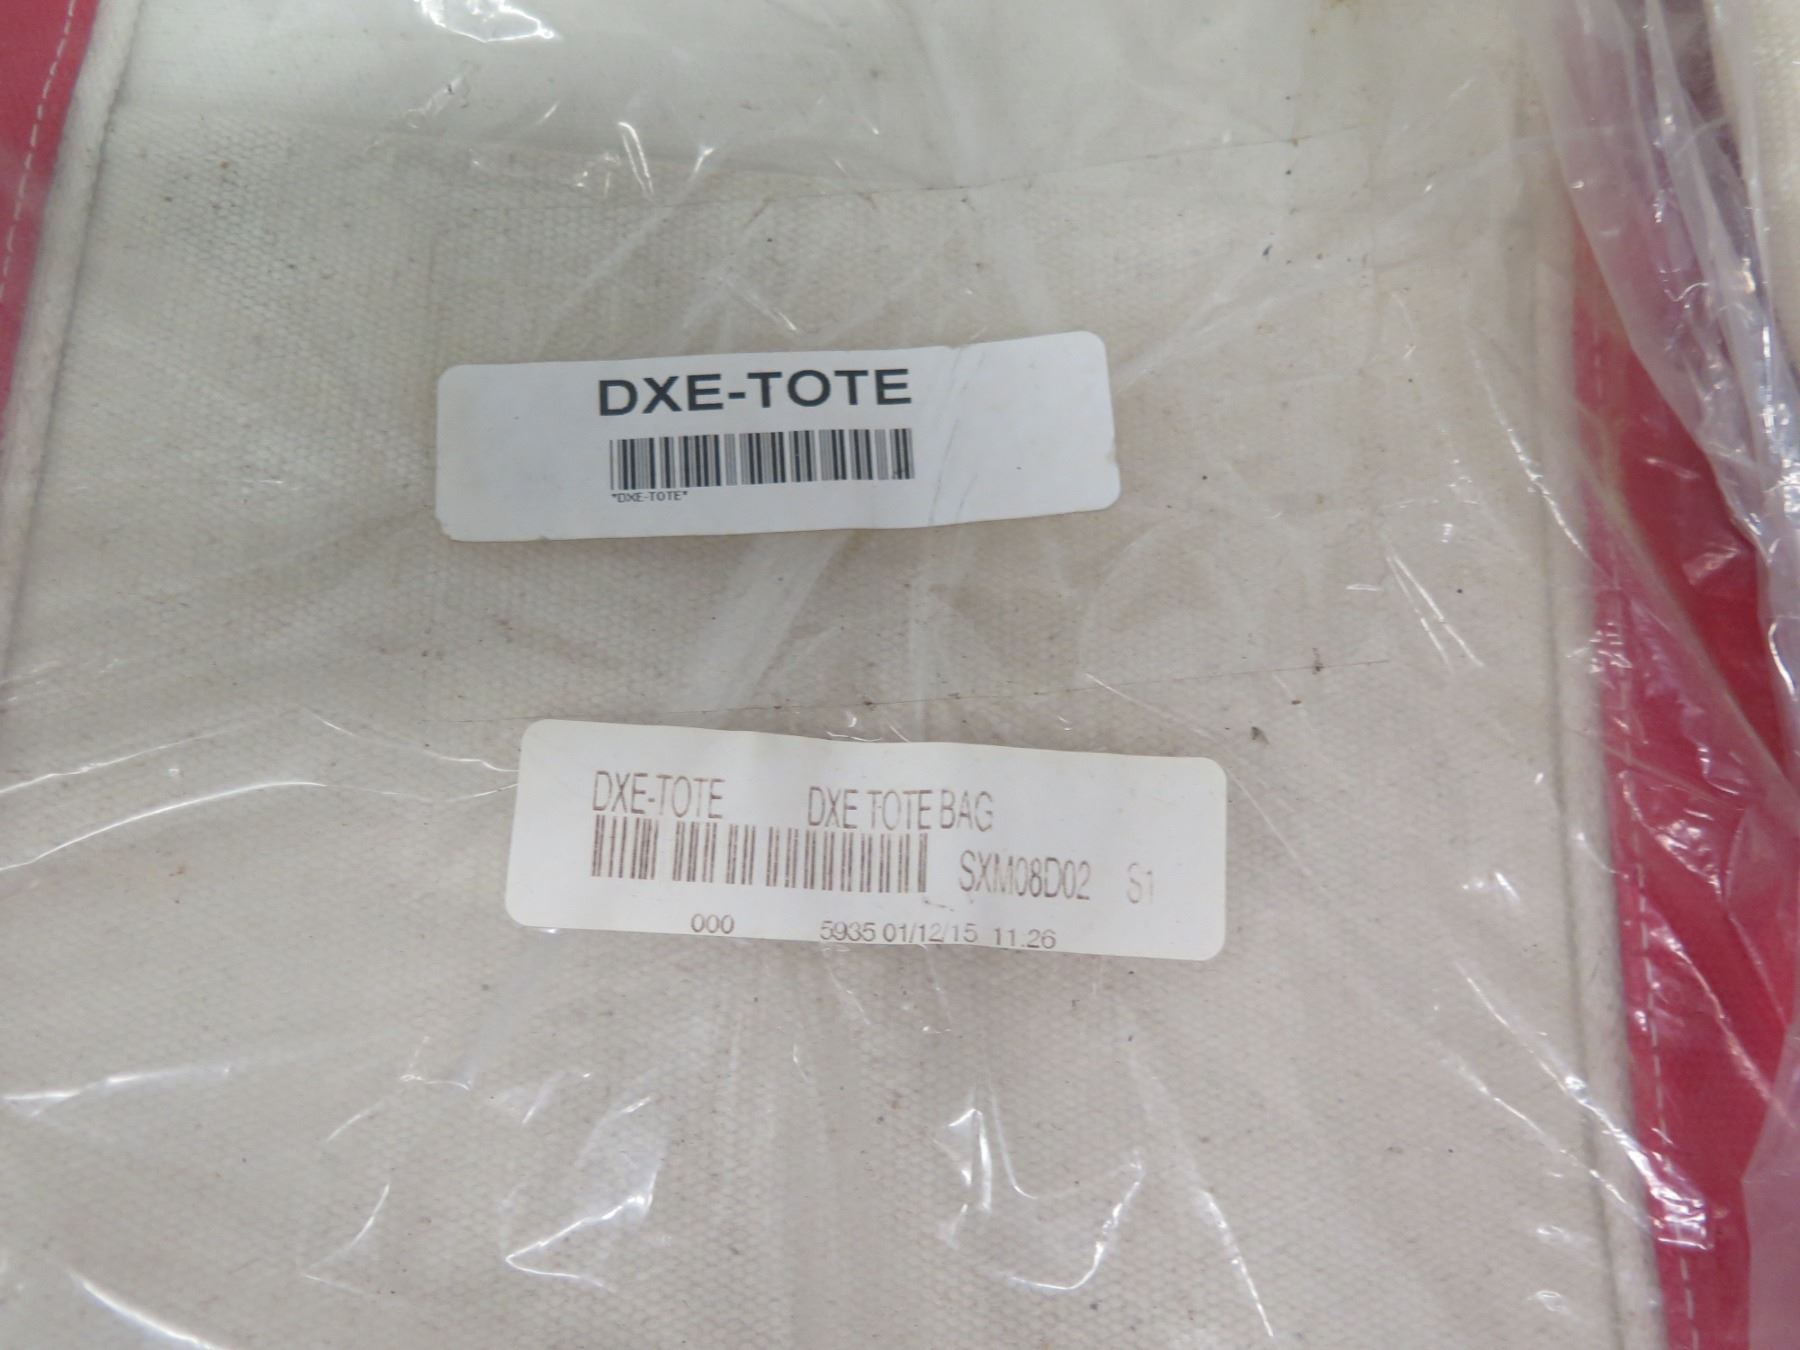 DXE-TOTE
*DXE-TOTE*
DXE-TOTE DXE TOTE BAG
SXM08D02 S1
000 5935 01/12/15 11:26